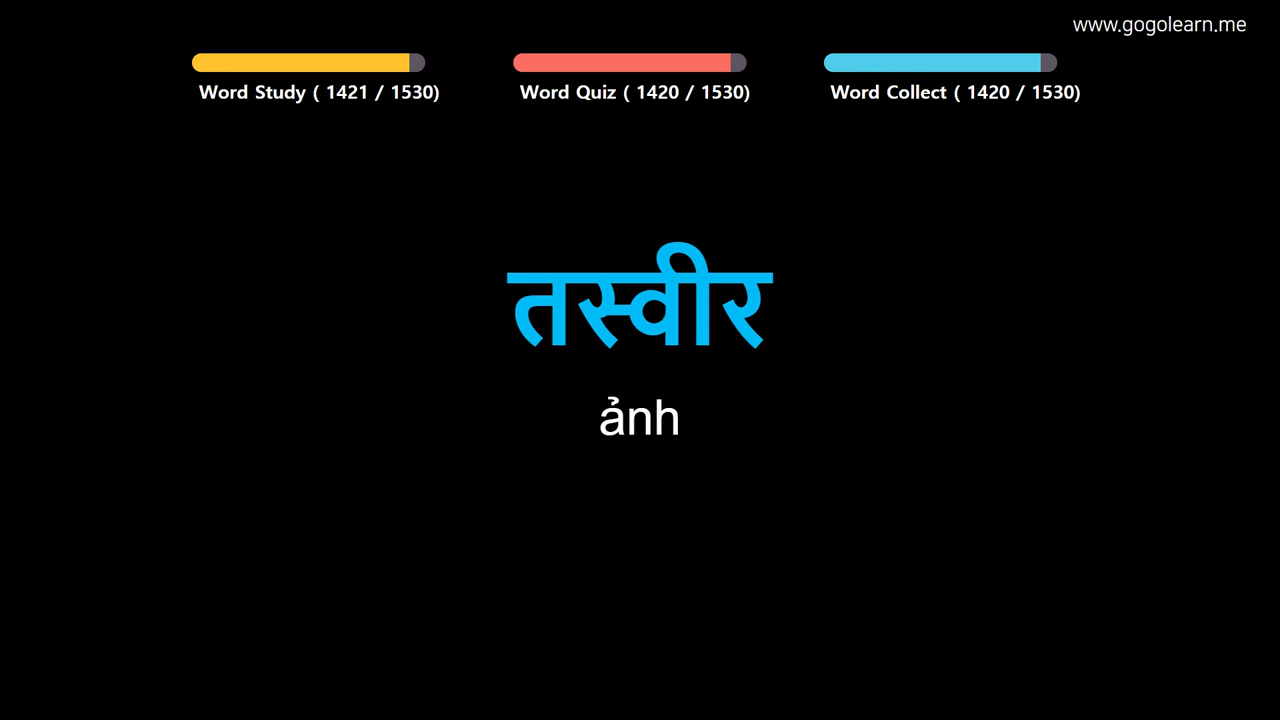 www.gogolearn.me
Word Study ( 1421 / 1530)
Word Quiz ( 1420 / 1530)
Word Collect ( 1420 / 1530)
तस्वीर
ảnh